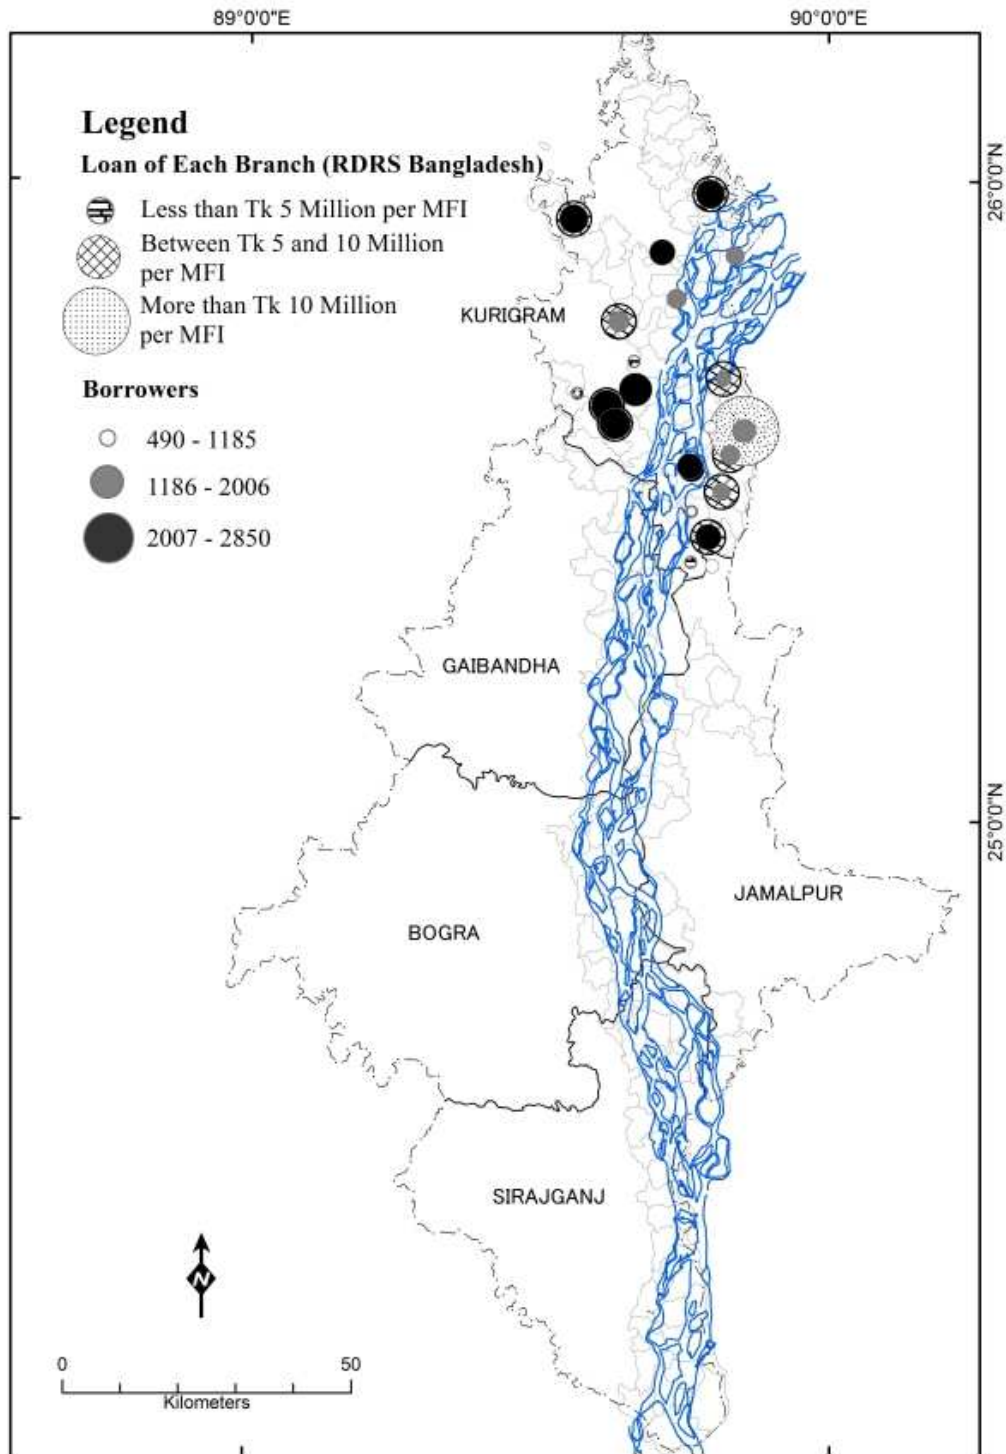 89°0'0"E
90°0'0"E
Legend
Loan of Each Branch (RDRS Bangladesh)
Less than Tk 5 Million per MFI
Between Tk 5 and 10 Million
per MFI
More than Tk 10 Million
per MFI
Borrowers
490 - 1185
1186 - 2006
2007 - 2850
26°0'0"N
KURIGRAM
GAIBANDHA
25°0'0"N
JAMALPUR
BOGRA
SIRAJGANJ
N
0
50
Kilometers